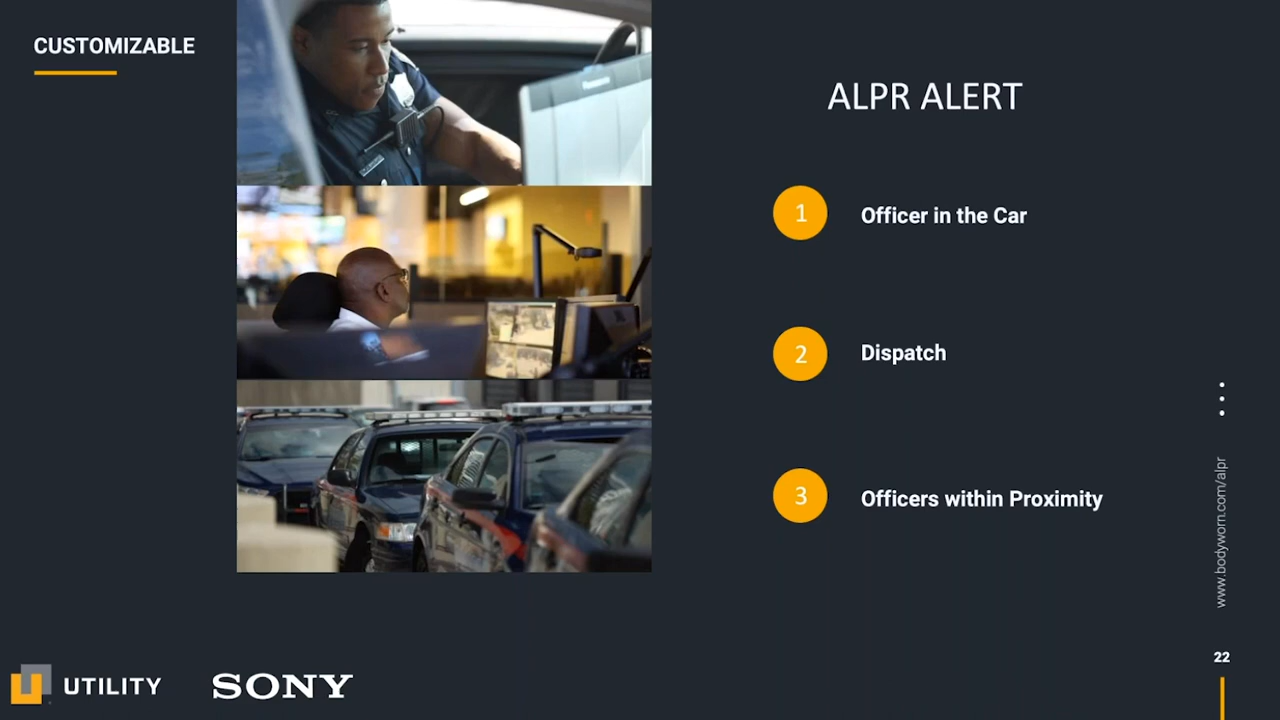 CUSTOMIZABLE
ALPR ALERT
1
Officer in the Car
2
Dispatch
3
Officers within Proximity
www.bodyworn.com/alpr
22
UTILITY
SONY